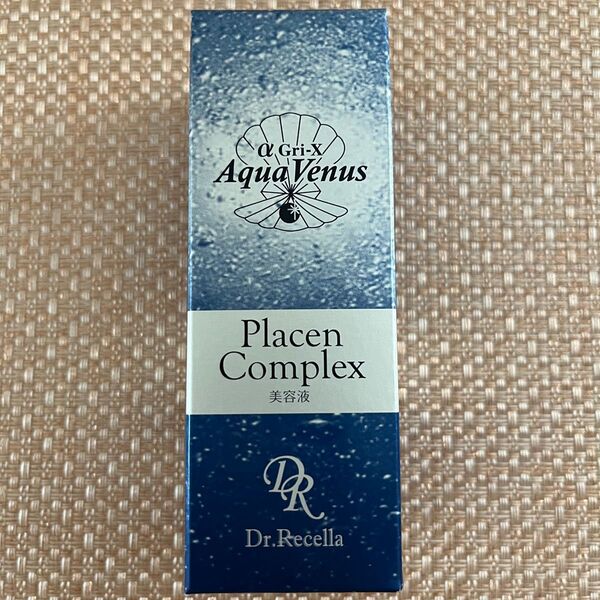 α Gri-X
Aqua Venus
Placen
Complex
美容液
DR
Dr.Recella